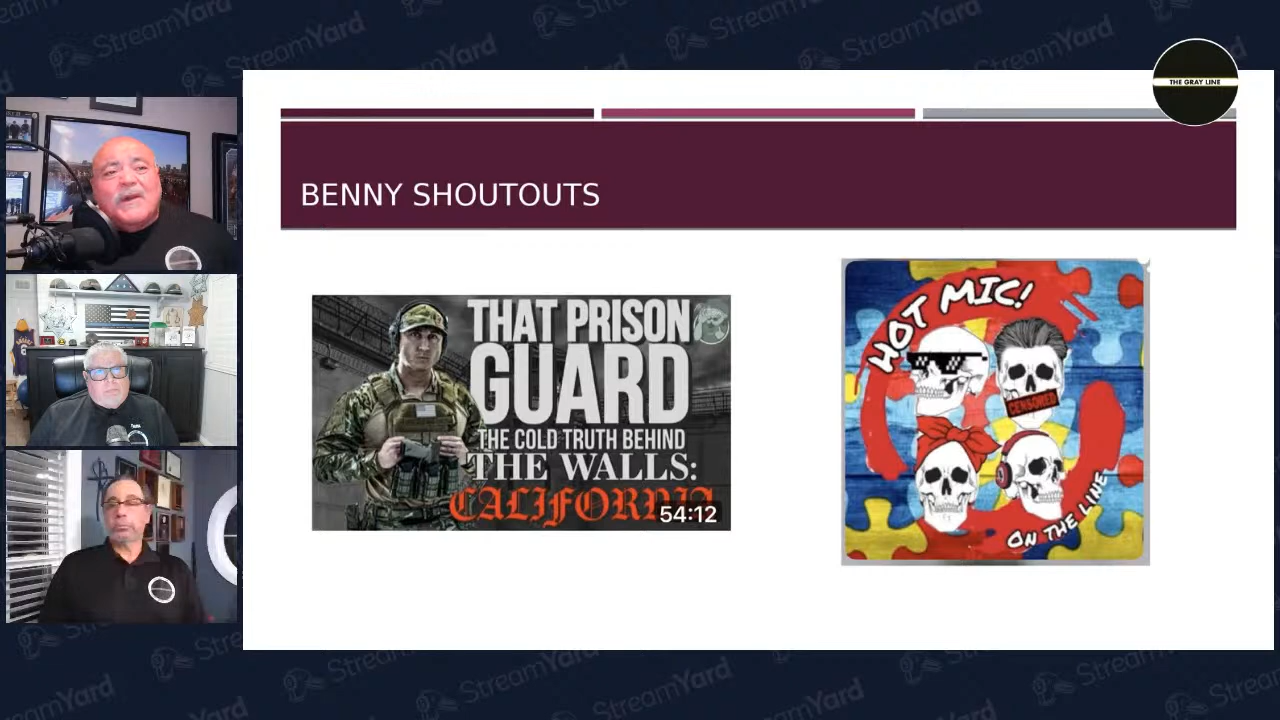 StreamYard
THE GRAY LINE
BENNY SHOUTOUTS
THAT PRISON
GUARD
THE COLD TRUTH BEHIND
THE WALLS:
CALIFORNIA
54:12
HOT MIC!
CENSORED
ON THE LINE
StreamYard